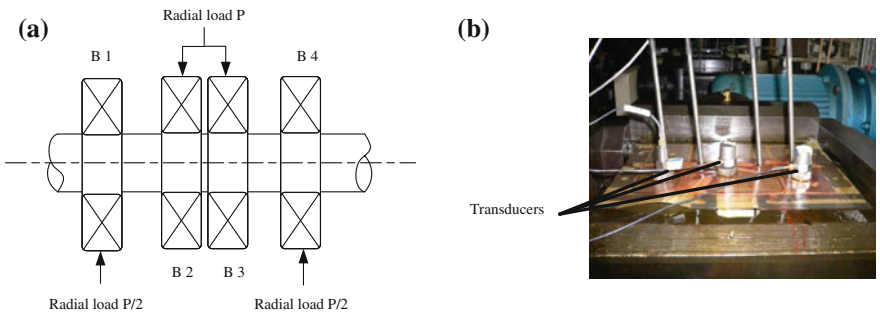 (a)
Radial load P
B 1
B 4
B 2
B 3
Radial load P/2
Radial load P/2
(b)
Transducers